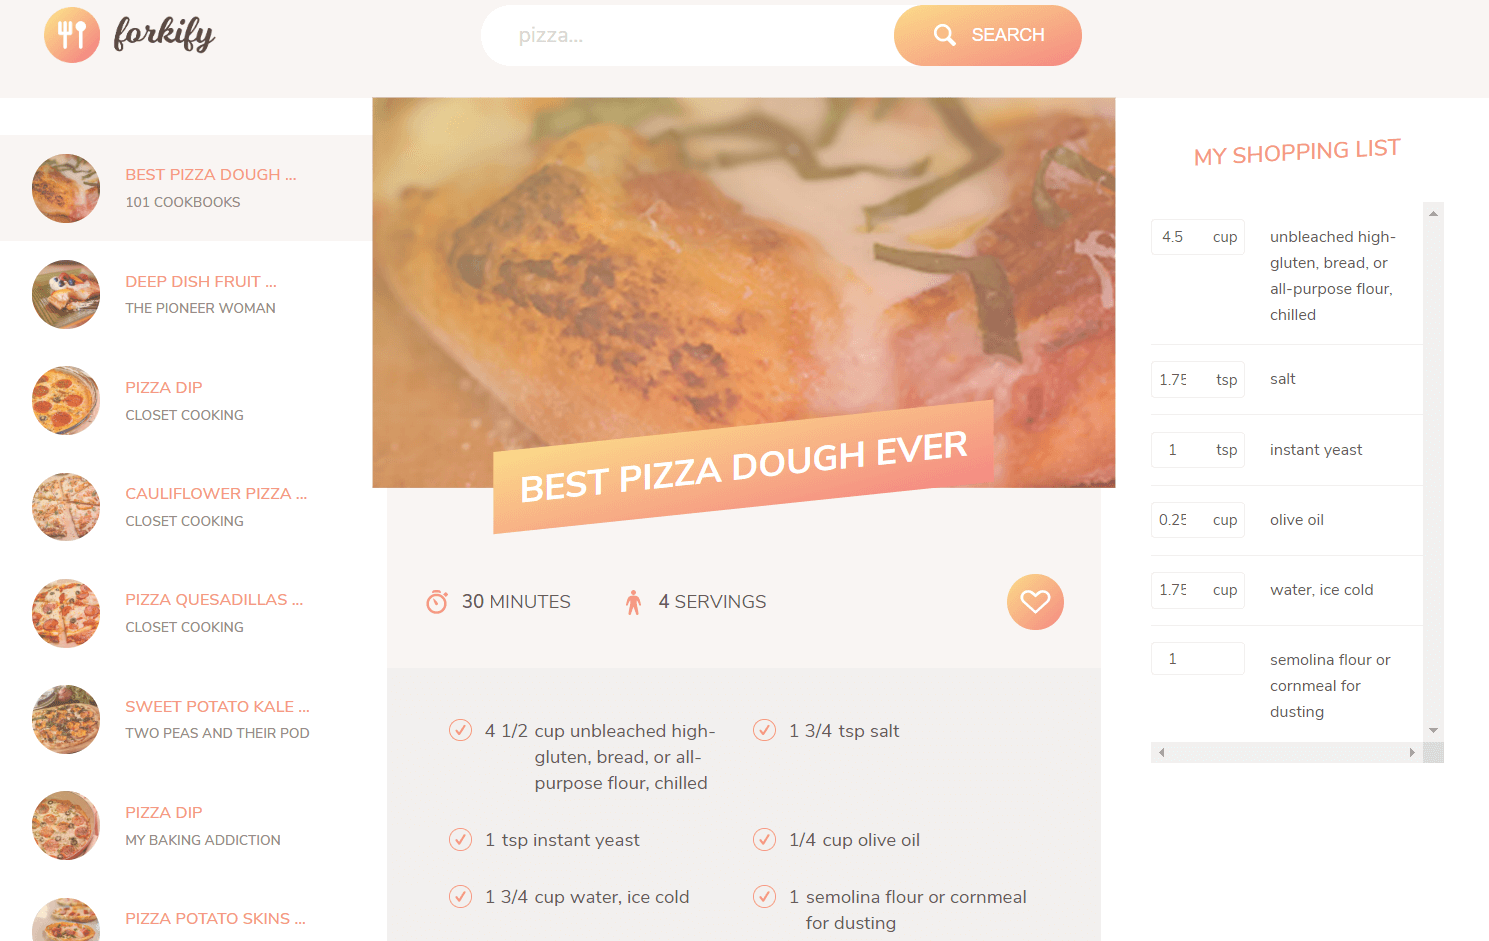 forkify
pizza...
SEARCH
BEST PIZZA DOUGH ...
101 COOKBOOKS
DEEP DISH FRUIT ...
THE PIONEER WOMAN
PIZZA DIP
CLOSET COOKING
CAULIFLOWER PIZZA ...
CLOSET COOKING
PIZZA QUESADILLAS ...
CLOSET COOKING
SWEET POTATO KALE ...
TWO PEAS AND THEIR POD
PIZZA DIP
MY BAKING ADDICTION
PIZZA POTATO SKINS ...
BEST PIZZA DOUGH EVER
30 MINUTES
4 SERVINGS
4 1/2 cup unbleached high-
gluten, bread, or all-
purpose flour, chilled
1 3/4 tsp salt
1 tsp instant yeast
1/4 cup olive oil
1 3/4 cup water, ice cold
1 semolina flour or cornmeal
for dusting
MY SHOPPING LIST
4.5 cup unbleached high-
gluten, bread, or
all-purpose flour,
chilled
1.75 tsp salt
1 tsp instant yeast
0.25 cup olive oil
1.75 cup water, ice cold
1 semolina flour or
cornmeal for
dusting